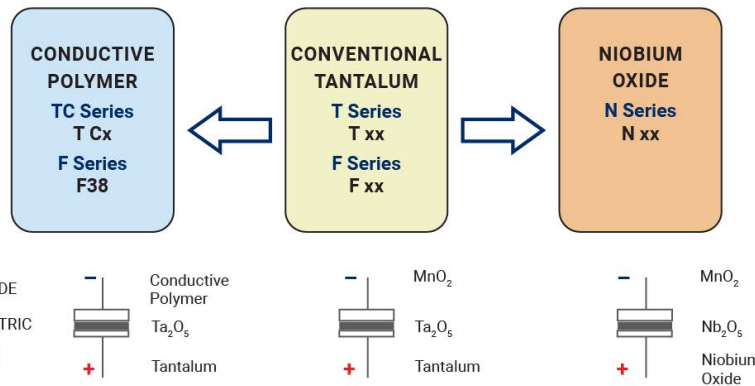 CONDUCTIVE
POLYMER
TC Series
T Cx
F Series
F38
CONVENTIONAL
TANTALUM
T Series
T xx
F Series
F xx
NIOBIUM
OXIDE
N Series
N xx
DE
TRIC
−
Conductive
Polymer
Ta₂O₅
+
Tantalum
−
MnO₂
Ta₂O₅
+
Tantalum
−
MnO₂
Nb₂O₅
+
Niobium
Oxide